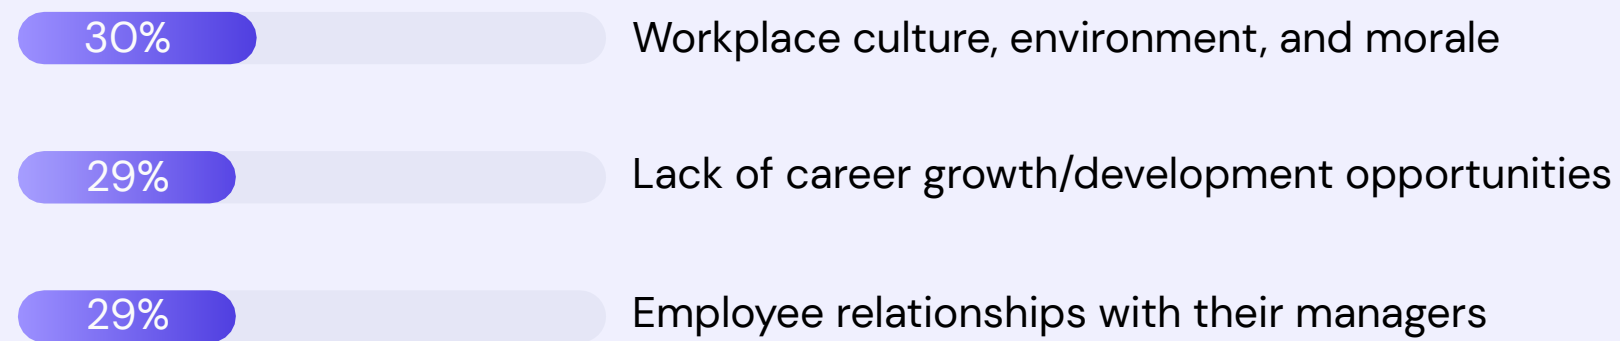 30% Workplace culture, environment, and morale
29% Lack of career growth/development opportunities
29% Employee relationships with their managers